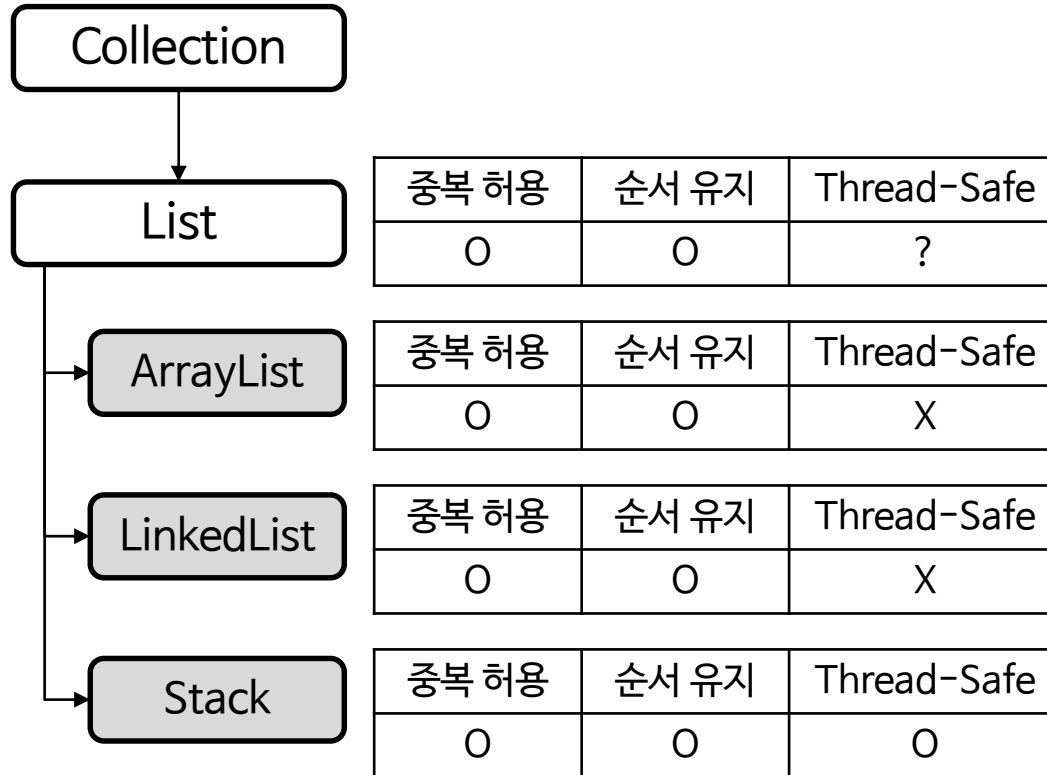 Collection
List
중복 허용 순서 유지 Thread-Safe
O O ?
ArrayList
중복 허용 순서 유지 Thread-Safe
O O X
LinkedList
중복 허용 순서 유지 Thread-Safe
O O X
Stack
중복 허용 순서 유지 Thread-Safe
O O O